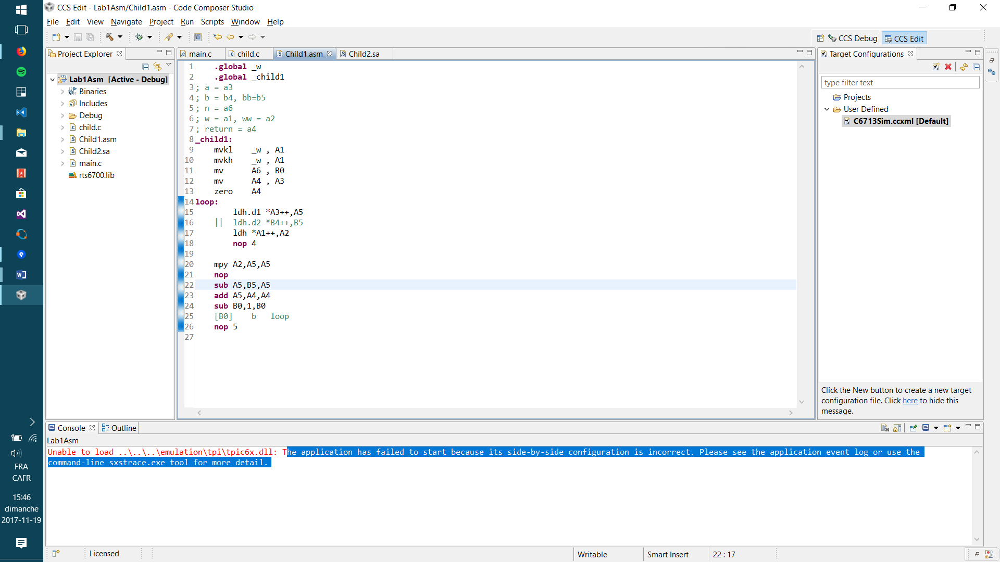 CCS Edit - Lab1Asm/Child1.asm - Code Composer Studio
File Edit View Navigate Project Run Scripts Window Help
CCS Debug CCS Edit
Project Explorer
Lab1Asm [Active - Debug]
Binaries
Includes
Debug
child.c
Child1.asm
Child2.sa
main.c
rts6700.lib
main.c child.c Child1.asm Child2.sa
1 .global _w
2 .global _child1
3 ; a = a3
4 ; b = b4, bb=b5
5 ; n = a6
6 ; w = a1, ww = a2
7 ; return = a4
8 _child1:
9 mvkl _w , A1
10 mvkh _w , A1
11 mv A6 , B0
12 mv A4 , A3
13 zero A4
14 loop:
15 ldh.d1 *A3++,A5
16 || ldh.d2 *B4++,B5
17 ldh *A1++,A2
18 nop 4
19
20 mpy A2,A5,A5
21 nop
22 sub A5,B5,A5
23 add A5,A4,A4
24 sub B0,1,B0
25 [B0] b loop
26 nop 5
27
Target Configurations
type filter text
Projects
User Defined
C6713Sim.ccxml [Default]
Click the New button to create a new target
configuration file. Click here to hide this
message.
Console Outline
Lab1Asm
Unable to load ..\..\..\emulation\tpi\tpic6x.dll: The application has failed to start because its side-by-side configuration is incorrect. Please see the application event log or use the
command-line sxstrace.exe tool for more detail.
Licensed
Writable
Smart Insert
22 : 17
FRA
CAFR
15:46
dimanche
2017-11-19